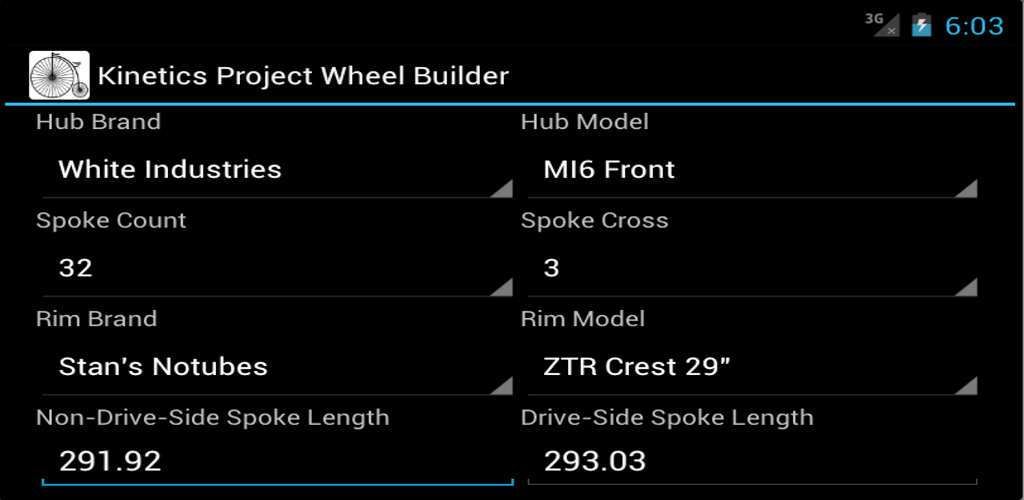 3G 6:03
Kinetics Project Wheel Builder
Hub Brand Hub Model
White Industries MI6 Front
Spoke Count Spoke Cross
32 3
Rim Brand Rim Model
Stan's Notubes ZTR Crest 29"
Non-Drive-Side Spoke Length Drive-Side Spoke Length
291.92 293.03